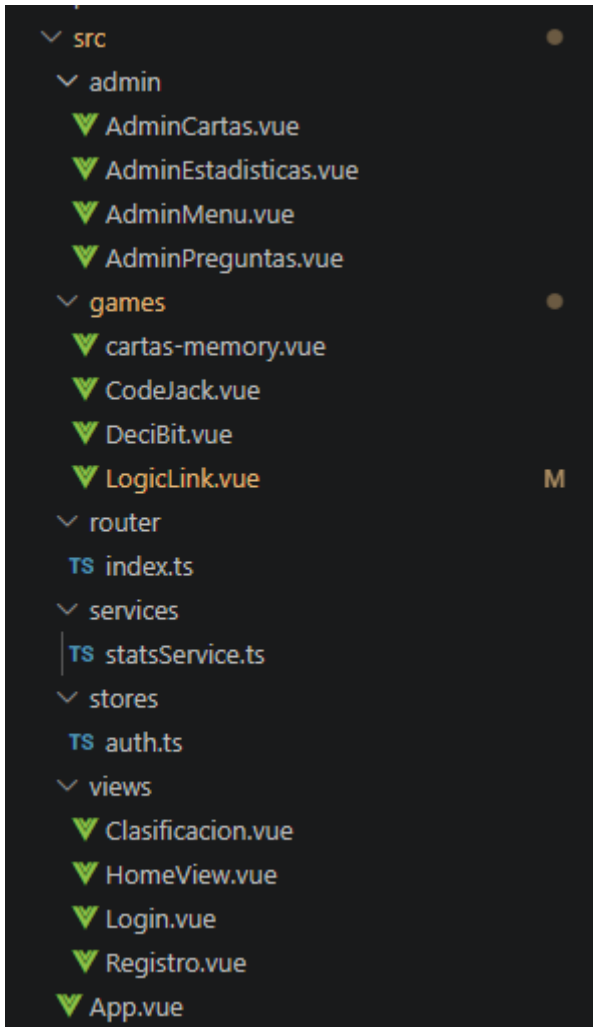 src
admin
AdminCartas.vue
AdminEstadisticas.vue
AdminMenu.vue
AdminPreguntas.vue
games
cartas-memory.vue
CodeJack.vue
DeciBit.vue
LogicLink.vue M
router
TS index.ts
services
TS statsService.ts
stores
TS auth.ts
views
Clasificacion.vue
HomeView.vue
Login.vue
Registro.vue
App.vue